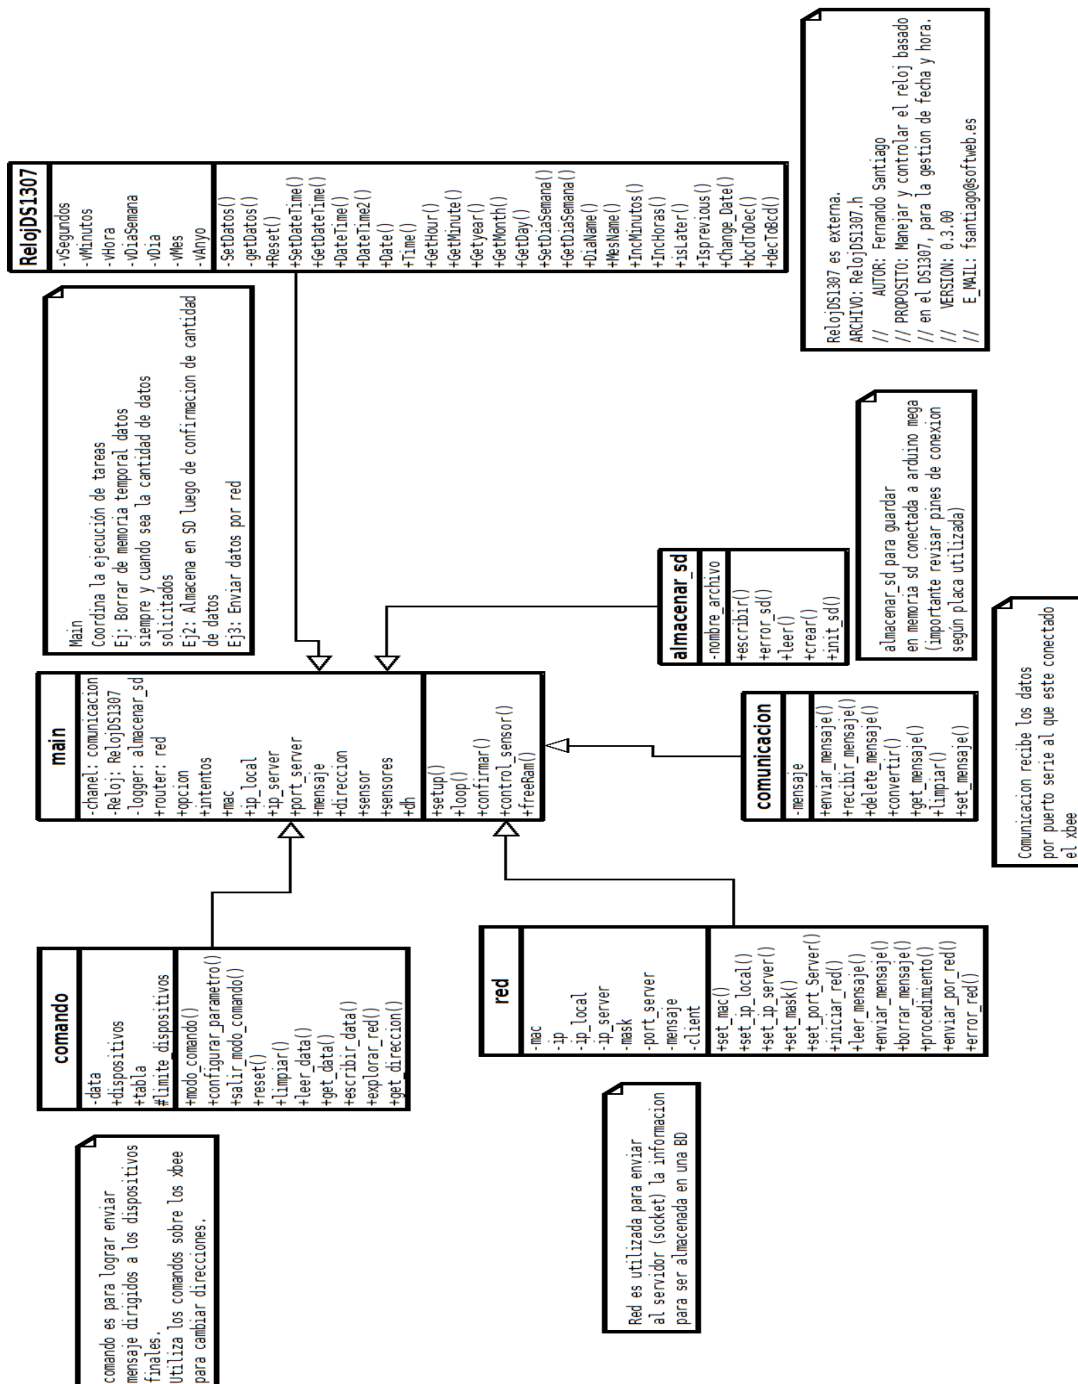 comando es para lograr enviar
mensaje dirigidos a los dispositivos
finales.
Utiliza los comandos sobre los xbee
para cambiar direcciones.
comando
-data
+dispositivos
+tabla
#limite_dispositivos
+modo_comando()
+configurar_parametro()
+salir_modo_comando()
+reset()
+limpiar()
+leer_data()
+get_data()
+escribir_data()
+explorar_red()
+get_direccion()
main
-chanel: comunicacion
-Reloj: RelojDS1307
-logger: almacenar_sd
+router: red
+opcion
+intentos
+mac
+ip_local
+ip_server
+port_server
+mensaje
+direccion
+sensor
+sensores
+dh
+setup()
+loop()
+confirmar()
+control_sensor()
+freeRam()
Main
Coordina la ejecución de tareas
Ej: Borrar de memoria temporal datos
siempre y cuando sea la cantidad de datos
solicitados
Ej2: Almacena en SD luego de confirmacion de cantidad
de datos
Ej3: Enviar datos por red
RelojDS1307
-vSegundos
-vMinutos
-vHora
-vDiaSemana
-vDia
-vMes
-vAnyo
-SetDatos()
-getDatos()
+Reset()
+SetDateTime()
+GetDateTime()
+DateTime()
+DateTime2()
+Date()
+Time()
+GetHour()
+GetMinute()
+Getyear()
+GetMonth()
+GetDay()
+SetDiaSemana()
+GetDiaSemana()
+DiaName()
+MesName()
+IncMinutos()
+IncHoras()
+isLater()
+Isprevious()
+Change_Date()
+bcdToDec()
+decToBcd()
Red es utilizada para enviar
al servidor (socket) la informacion
para ser almacenada en una BD
red
-mac
-ip
-ip_local
-ip_server
-mask
-port_server
-mensaje
-client
+set_mac()
+set_ip_local()
+set_ip_server()
+set_mask()
+set_port_Server()
+iniciar_red()
+leer_mensaje()
+enviar_mensaje()
+borrar_mensaje()
+procedimiento()
+enviar_por_red()
+error_red()
comunicacion
-mensaje
+enviar_mensaje()
+recibir_mensaje()
+delete_mensaje()
+convertir()
+get_mensaje()
+limpiar()
+set_mensaje()
almacenar_sd
-nombre_archivo
+escribir()
+error_sd()
+leer()
+crear()
+init_sd()
almacenar_sd para guardar
en memoria sd conectada a arduino mega
(importante revisar pines de conexion
según placa utilizada)
RelojDS1307 es externa.
ARCHIVO: RelojDS1307.h
// AUTOR: Fernando Santiago
// PROPOSITO: Manejar y controlar el reloj basado
// en el DS1307, para la gestion de fecha y hora.
// VERSION: 0.3.00
// E_MAIL: fsantiago@softweb.es
Comunicacion recibe los datos
por puerto serie al que este conectado
el xbee